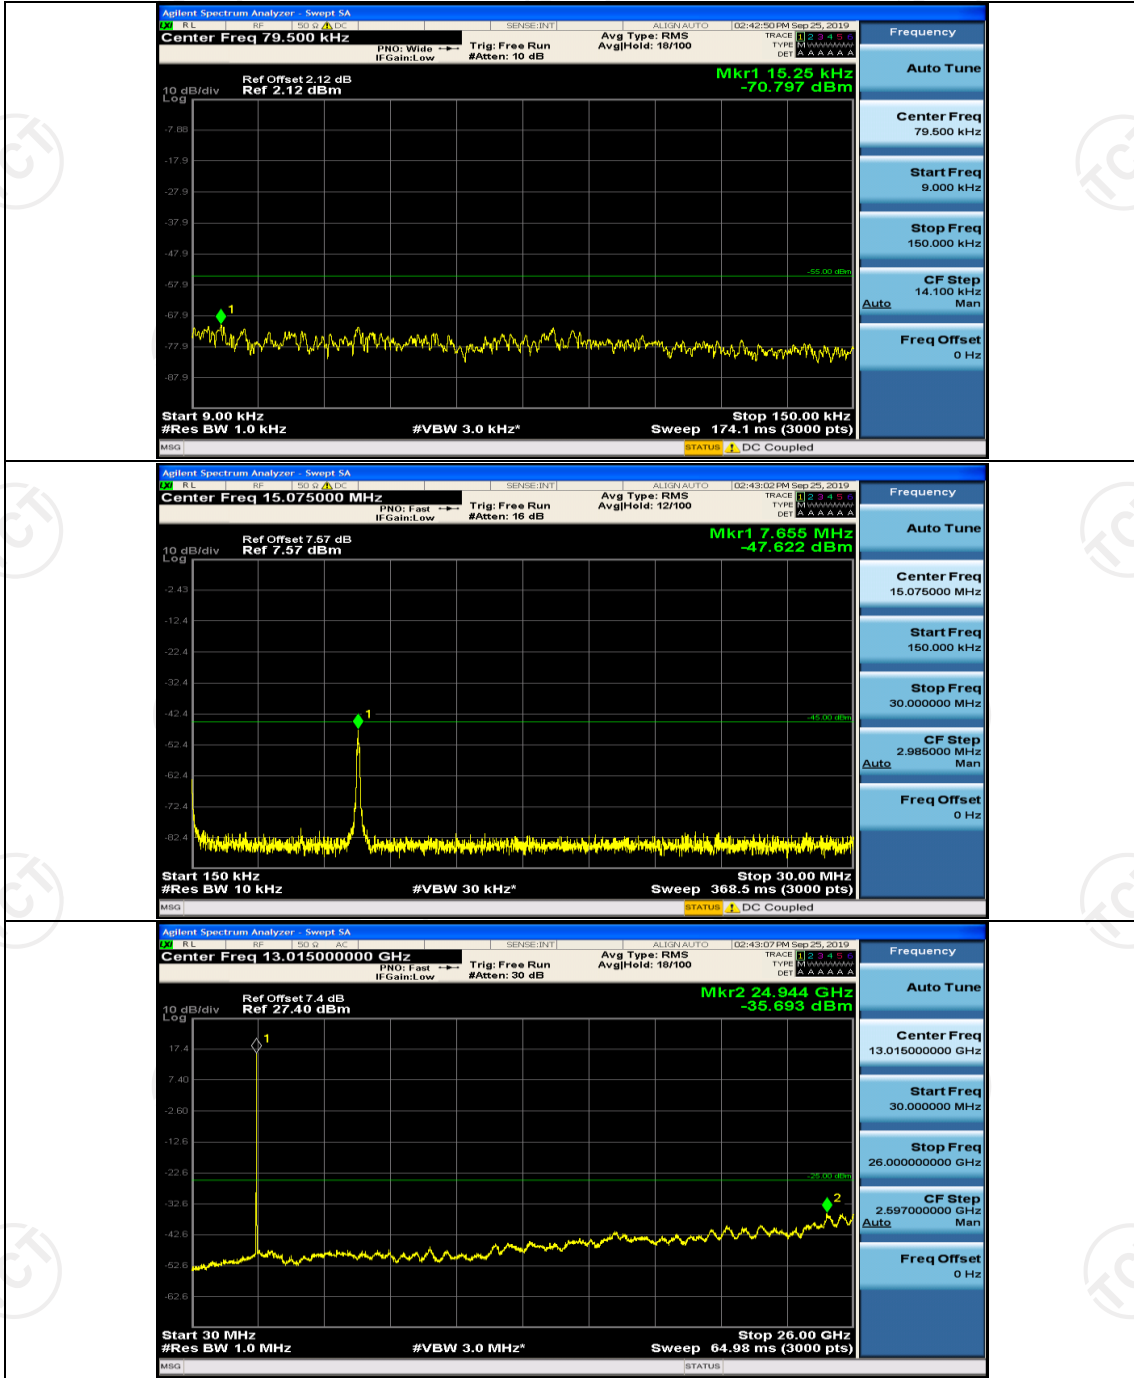 Agilent Spectrum Analyzer - Swept SA
LXI RL RF 50 Ω DC SENSE:INT ALIGN AUTO 02:42:50 PM Sep 25, 2019
Center Freq 79.500 kHz
PNO: Wide
IFGain:Low
Trig: Free Run
#Atten: 10 dB
Avg Type: RMS
Avg|Hold: 18/100
TRACE 1 2 3 4 5 6
TYPE M WWWWW
DET A A A A A A
Mkr1 15.25 kHz
-70.797 dBm
Ref Offset 2.12 dB
10 dB/div Ref 2.12 dBm
Log
-7.88
-17.9
-27.9
-37.9
-47.9
-55.00 dBm
-57.9
-67.9
1
-77.9
-87.9
Start 9.00 kHz Stop 150.00 kHz
#Res BW 1.0 kHz #VBW 3.0 kHz* Sweep 174.1 ms (3000 pts)
MSG STATUS DC Coupled
Frequency
Auto Tune
Center Freq
79.500 kHz
Start Freq
9.000 kHz
Stop Freq
150.000 kHz
CF Step
14.100 kHz
Auto Man
Freq Offset
0 Hz
Agilent Spectrum Analyzer - Swept SA
LXI RL RF 50 Ω DC SENSE:INT ALIGN AUTO 02:43:02 PM Sep 25, 2019
Center Freq 15.075000 MHz
PNO: Fast
IFGain:Low
Trig: Free Run
#Atten: 16 dB
Avg Type: RMS
Avg|Hold: 12/100
TRACE 1 2 3 4 5 6
TYPE M WWWWW
DET A A A A A A
Mkr1 7.655 MHz
-47.622 dBm
Ref Offset 7.57 dB
10 dB/div Ref 7.57 dBm
Log
-2.43
-12.4
-22.4
-32.4
-42.4
1
-45.00 dBm
-52.4
-62.4
-72.4
-82.4
Start 150 kHz Stop 30.00 MHz
#Res BW 10 kHz #VBW 30 kHz* Sweep 368.5 ms (3000 pts)
MSG STATUS DC Coupled
Frequency
Auto Tune
Center Freq
15.075000 MHz
Start Freq
150.000 kHz
Stop Freq
30.000000 MHz
CF Step
2.985000 MHz
Auto Man
Freq Offset
0 Hz
Agilent Spectrum Analyzer - Swept SA
LXI RL RF 50 Ω AC SENSE:INT ALIGN AUTO 02:43:07 PM Sep 25, 2019
Center Freq 13.015000000 GHz
PNO: Fast
IFGain:Low
Trig: Free Run
#Atten: 30 dB
Avg Type: RMS
Avg|Hold: 16/100
TRACE 1 2 3 4 5 6
TYPE M WWWWW
DET A A A A A A
Mkr2 24.944 GHz
-35.693 dBm
Ref Offset 7.4 dB
10 dB/div Ref 27.40 dBm
Log
1
17.4
7.40
-2.60
-12.6
-22.6
-25.00 dBm
-32.6
2
-42.6
-52.6
-62.6
Start 30 MHz Stop 26.00 GHz
#Res BW 1.0 MHz #VBW 3.0 MHz* Sweep 64.98 ms (3000 pts)
MSG STATUS
Frequency
Auto Tune
Center Freq
13.015000000 GHz
Start Freq
30.000000 MHz
Stop Freq
26.000000000 GHz
CF Step
2.597000000 GHz
Auto Man
Freq Offset
0 Hz